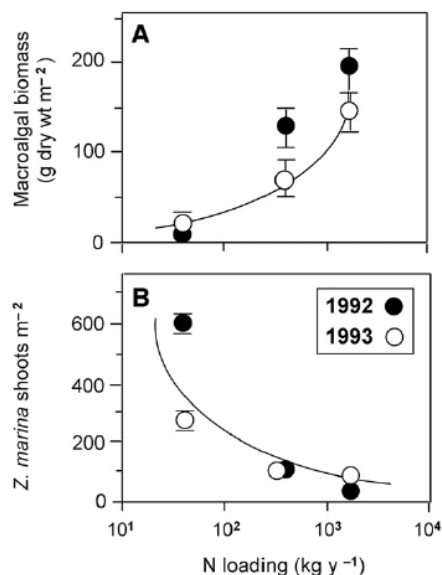 A
Macroalgal biomass
(g dry wt m⁻²)
200
100
0
B
1992
1993
Z. marina shoots m⁻²
600
400
200
0
10¹
10²
10³
10⁴
N loading (kg y ⁻¹)